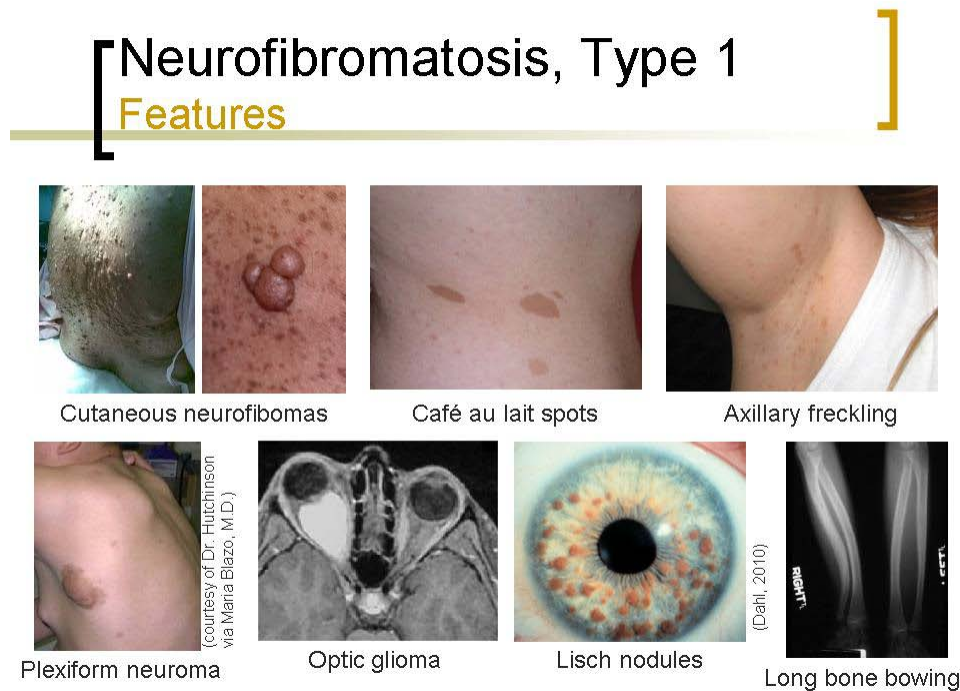 Neurofibromatosis, Type 1
Features
Cutaneous neurofibomas
Café au lait spots
Axillary freckling
(courtesy of Dr. Hutchinson
via Maria Blazo, M.D.)
(Dahl, 2010)
RIGHT
Plexiform neuroma
Optic glioma
Lisch nodules
Long bone bowing